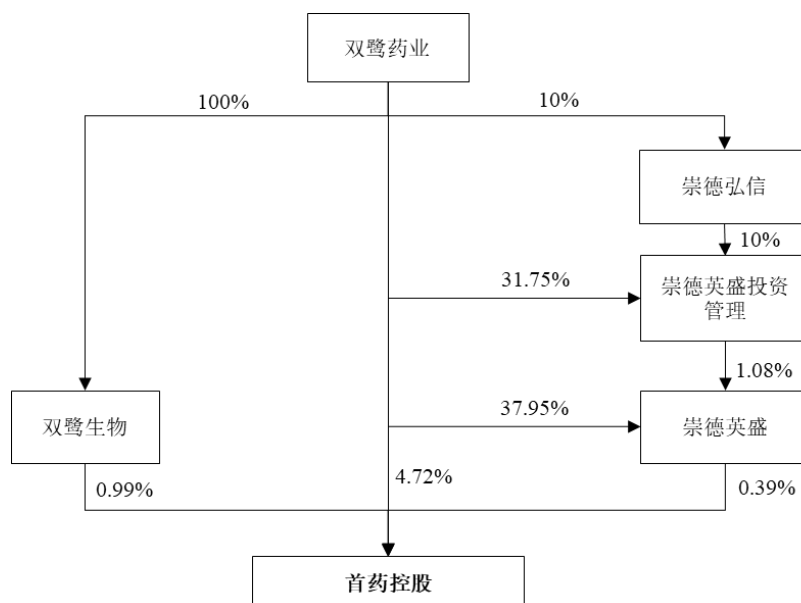 双鹭药业
100%
10%
崇德弘信
10%
31.75%
崇德英盛投资
管理
1.08%
37.95%
双鹭生物
崇德英盛
0.99%
4.72%
0.39%
首药控股